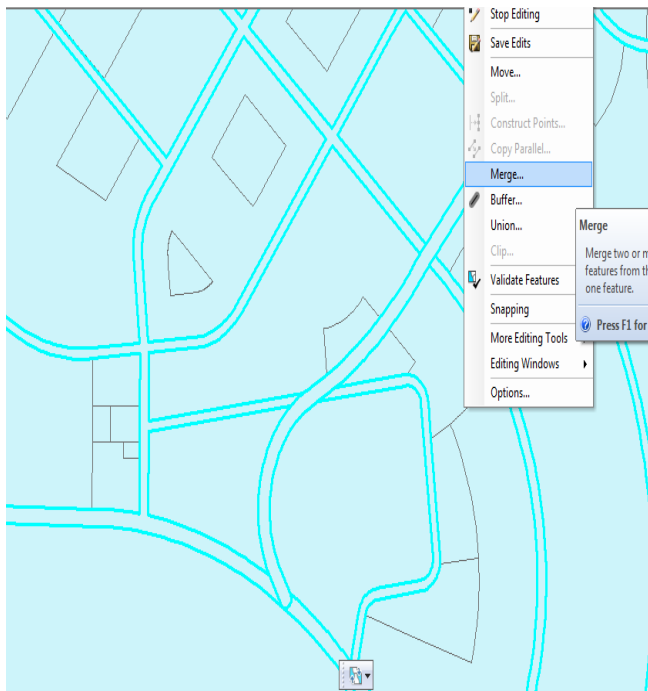 Stop Editing
Save Edits
Move...
Split...
Construct Points...
Copy Parallel...
Merge...
Buffer...
Union...
Clip...
Validate Features
Snapping
More Editing Tools
Editing Windows
Options...
Merge
Merge two or
features from
one feature.
Press F1 for